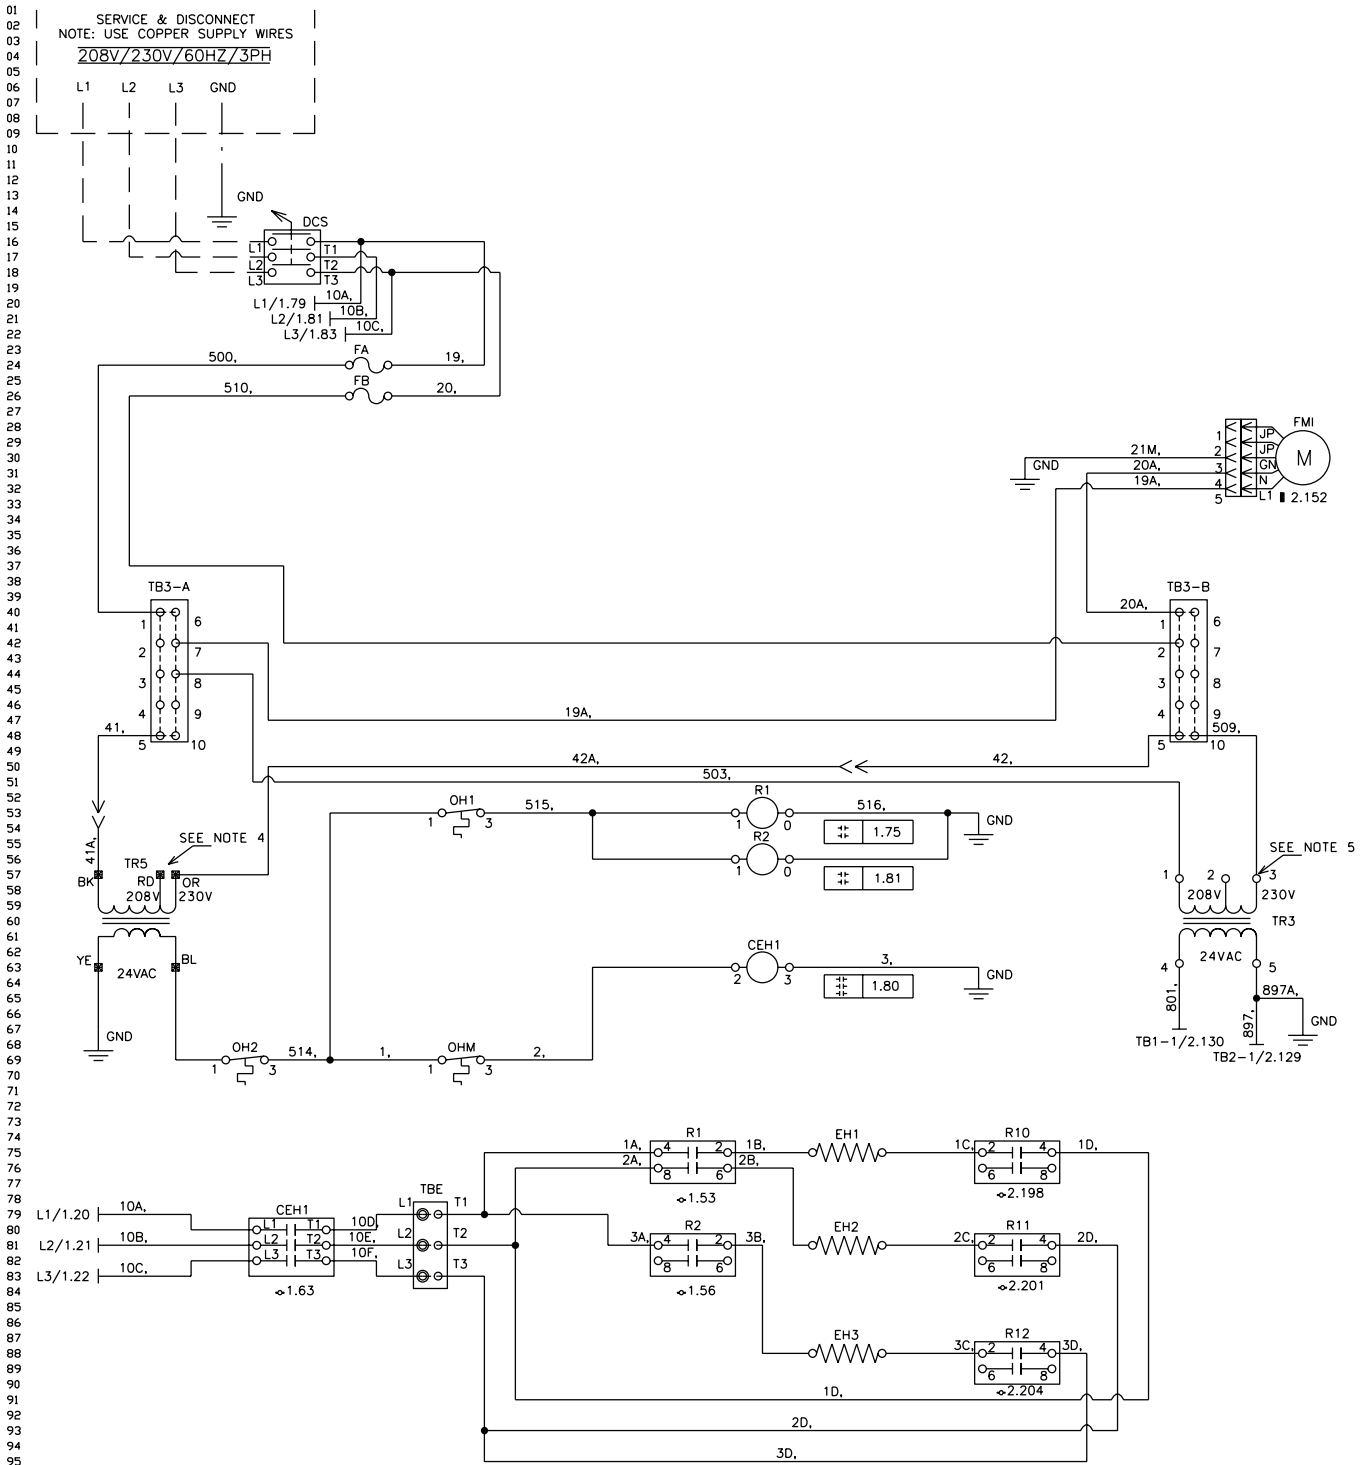 01
02
03
04
05
06
07
08
09
10
11
12
13
14
15
16
17
18
19
20
21
22
23
24
25
26
27
28
29
30
31
32
33
34
35
36
37
38
39
40
41
42
43
44
45
46
47
48
49
50
51
52
53
54
55
56
57
58
59
60
61
62
63
64
65
66
67
68
69
70
71
72
73
74
75
76
77
78
79
80
81
82
83
84
85
86
87
88
89
90
91
92
93
94
95
SERVICE & DISCONNECT
NOTE: USE COPPER SUPPLY WIRES
208V/230V/60HZ/3PH
L1 L2 L3 GND
GND
DCS
L1 T1
L2 T2
L3 T3
L1/1.79 10A,
L2/1.81 10B,
L3/1.83 10C,
500, FA 19,
510, FB 20,
FM1
M
1 JP
21M, 2 JP
GND 20A, 3 GN
19A, 4 N
5 L1 2.152
TB3-A
1 6
2 7
3 8
4 9
5 10
41,
TB3-B
20A,
1 6
2 7
3 8
4 9
5 10
509,
19A,
42A, 42,
503,
OH1
1 3
515,
R1
1 0
516,
GND
1.75
R2
1 0
1.81
41A,
SEE NOTE 4
TR5
BK RD OR
208V 230V
YE BL
24VAC
GND
SEE NOTE 5
1 2 3
208V 230V
TR3
24VAC
4 5
801, 897A,
897,
GND
TB1-1/2.130
TB2-1/2.129
CEH1
2 3
3,
GND
1.80
OH2
1 3
514, 1,
OHM
1 3
2,
R1
1A, 4 2 1B,
2A, 8 6 2B,
1.53
EH1
R10
1C, 2 4 1D,
6 8
2.198
L1/1.20 10A,
L2/1.21 10B,
L3/1.22 10C,
CEH1
L1 T1 10D,
L2 T2 10E,
L3 T3 10F,
1.63
TBE
L1 T1
L2 T2
L3 T3
R2
3A, 4 2 3B,
8 6
1.56
EH2
R11
2C, 2 4 2D,
6 8
2.201
EH3
R12
3C, 2 4 3D,
6 8
2.204
1D,
2D,
3D,